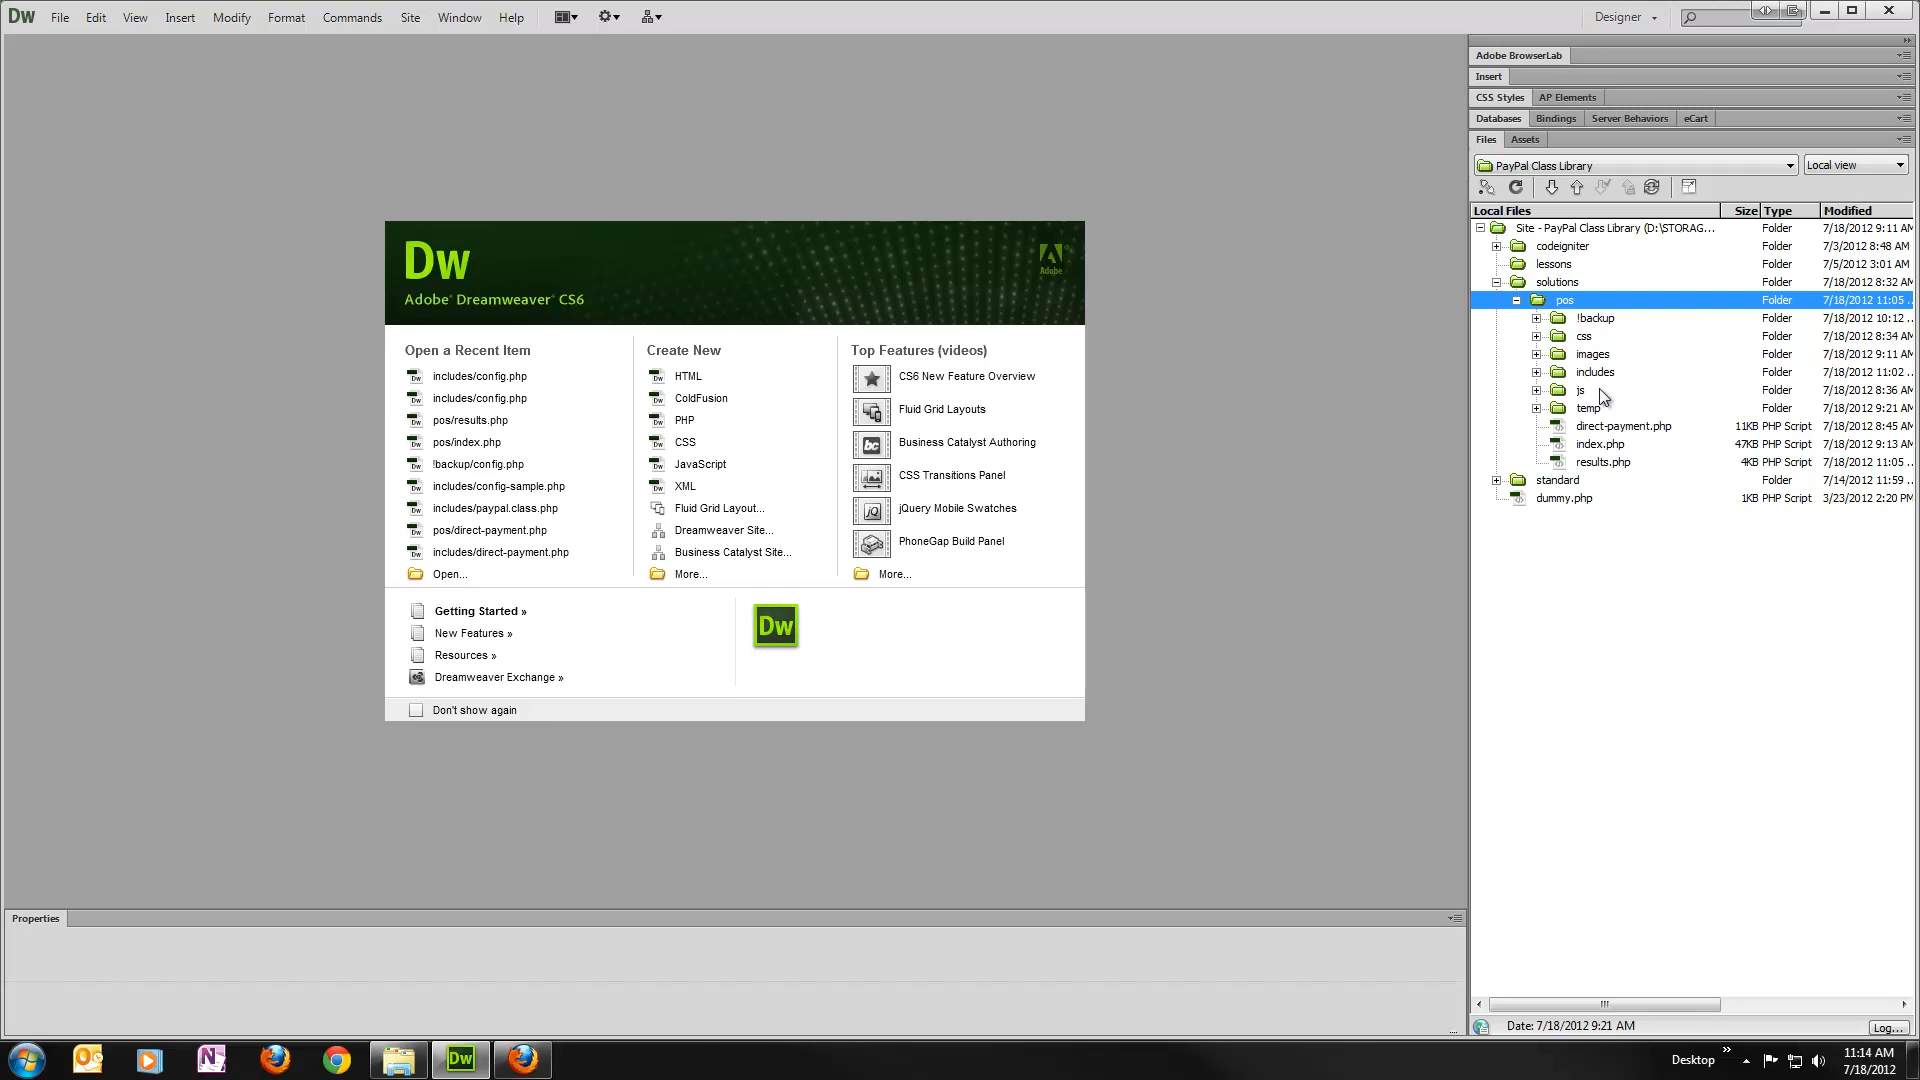 Dw File Edit View Insert Modify Format Commands Site Window Help Designer
Adobe BrowserLab
Insert
CSS Styles AP Elements
Databases Bindings Server Behaviors eCart
Files Assets
PayPal Class Library Local view
Local Files Size Type Modified
Site - PayPal Class Library (D:\STORAG... Folder 7/18/2012 9:11 AM
codeigniter Folder 7/3/2012 8:48 AM
lessons Folder 7/5/2012 3:01 AM
solutions Folder 7/18/2012 8:32 AM
pos Folder 7/18/2012 11:05 ...
!backup Folder 7/18/2012 10:12 ...
css Folder 7/18/2012 8:34 AM
images Folder 7/18/2012 9:11 AM
includes Folder 7/18/2012 11:02 ...
js Folder 7/18/2012 8:36 AM
temp Folder 7/18/2012 9:21 AM
direct-payment.php 11KB PHP Script 7/18/2012 8:45 AM
index.php 47KB PHP Script 7/18/2012 9:13 AM
results.php 4KB PHP Script 7/18/2012 11:05 ...
standard Folder 7/14/2012 11:59 ...
dummy.php 1KB PHP Script 3/23/2012 2:20 PM
Dw
Adobe
Adobe® Dreamweaver® CS6
Open a Recent Item
includes/config.php
includes/config.php
pos/results.php
pos/index.php
!backup/config.php
includes/config-sample.php
includes/paypal.class.php
pos/direct-payment.php
includes/direct-payment.php
Open...
Create New
HTML
ColdFusion
PHP
CSS
JavaScript
XML
Fluid Grid Layout...
Dreamweaver Site...
Business Catalyst Site...
More...
Top Features (videos)
CS6 New Feature Overview
Fluid Grid Layouts
Business Catalyst Authoring
CSS Transitions Panel
jQuery Mobile Swatches
PhoneGap Build Panel
More...
Getting Started »
New Features »
Resources »
Dreamweaver Exchange »
Dw
Don't show again
Properties
Date: 7/18/2012 9:21 AM Log...
Dw
Desktop »
11:14 AM
7/18/2012